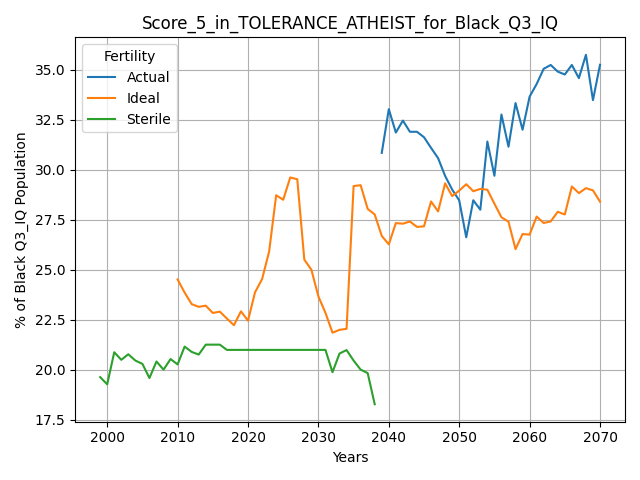 Score_5_in_TOLERANCE_ATHEIST_for_Black_Q3_IQ
Fertility
Actual
Ideal
Sterile
% of Black Q3_IQ Population
35.0
32.5
30.0
27.5
25.0
22.5
20.0
17.5
2000
2010
2020
2030
2040
2050
2060
2070
Years